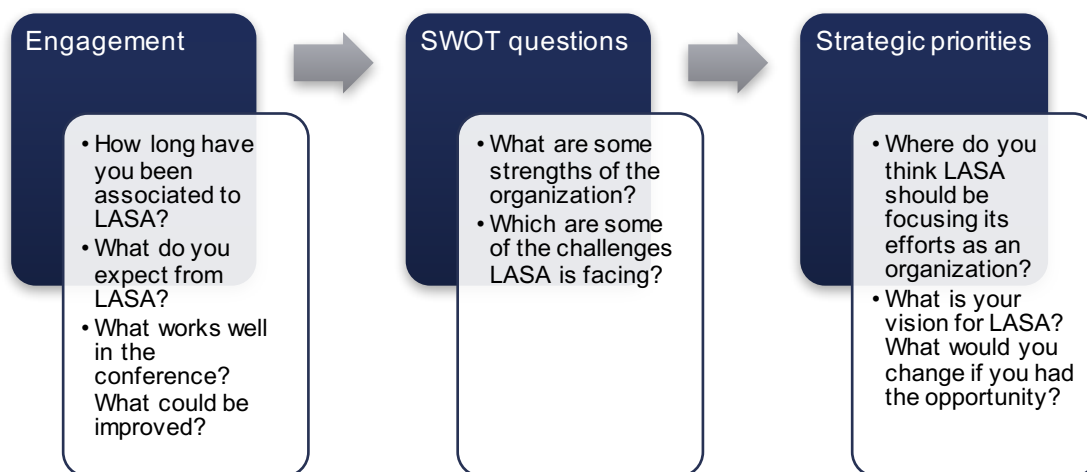 Engagement
• How long have
you been
associated to
LASA?
• What do you
expect from
LASA?
• What works well
in the
conference?
What could be
improved?
SWOT questions
• What are some
strengths of the
organization?
• Which are some
of the challenges
LASA is facing?
Strategic priorities
• Where do you
think LASA
should be
focusing its
efforts as an
organization?
• What is your
vision for LASA?
What would you
change if you had
the opportunity?